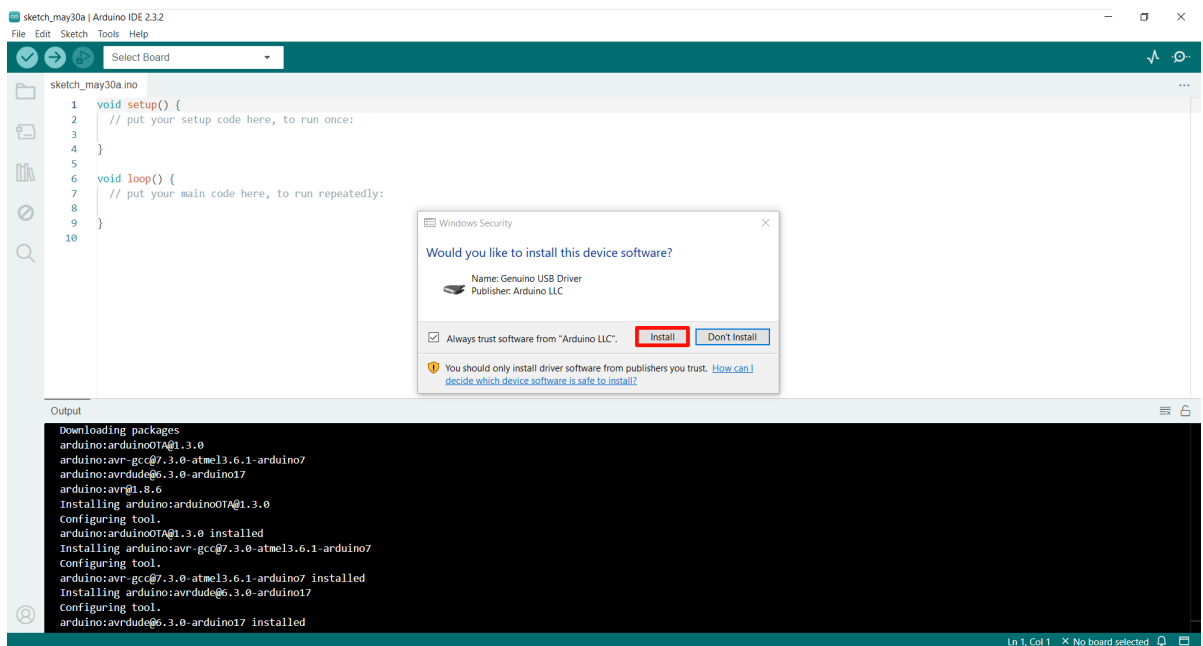 sketch_may30a | Arduino IDE 2.3.2
File Edit Sketch Tools Help
Select Board
sketch_may30a.ino
1 void setup() {
2 // put your setup code here, to run once:
3
4 }
5
6 void loop() {
7 // put your main code here, to run repeatedly:
8
9 }
10
Windows Security
Would you like to install this device software?
Name: Genuino USB Driver
Publisher: Arduino LLC
Always trust software from "Arduino LLC". Install Don't Install
You should only install driver software from publishers you trust. How can I
decide which device software is safe to install?
Output
Downloading packages
arduino:arduinoOTA@1.3.0
arduino:avr-gcc@7.3.0-atmel3.6.1-arduino7
arduino:avrdude@6.3.0-arduino17
arduino:avr@1.8.6
Installing arduino:arduinoOTA@1.3.0
Configuring tool.
arduino:arduinoOTA@1.3.0 installed
Installing arduino:avr-gcc@7.3.0-atmel3.6.1-arduino7
Configuring tool.
arduino:avr-gcc@7.3.0-atmel3.6.1-arduino7 installed
Installing arduino:avrdude@6.3.0-arduino17
Configuring tool.
arduino:avrdude@6.3.0-arduino17 installed
Ln 1, Col 1 × No board selected